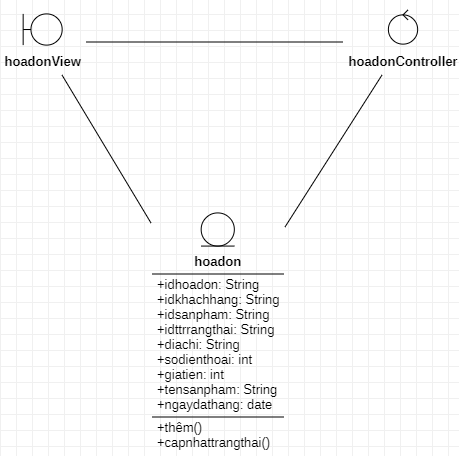 hoadonView
hoadonController
hoadon
+idhoadon: String
+idkhachhang: String
+idsanpham: String
+idttrrangthai: String
+diachi: String
+sodienthoai: int
+giatien: int
+tensanpham: String
+ngaydathang: date
+thêm()
+capnhattrangthai()